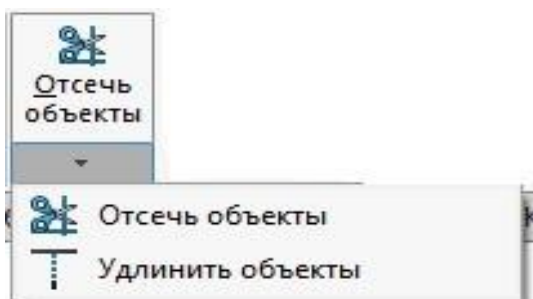 Отсечь
объекты
Отсечь объекты
Удлинить объекты